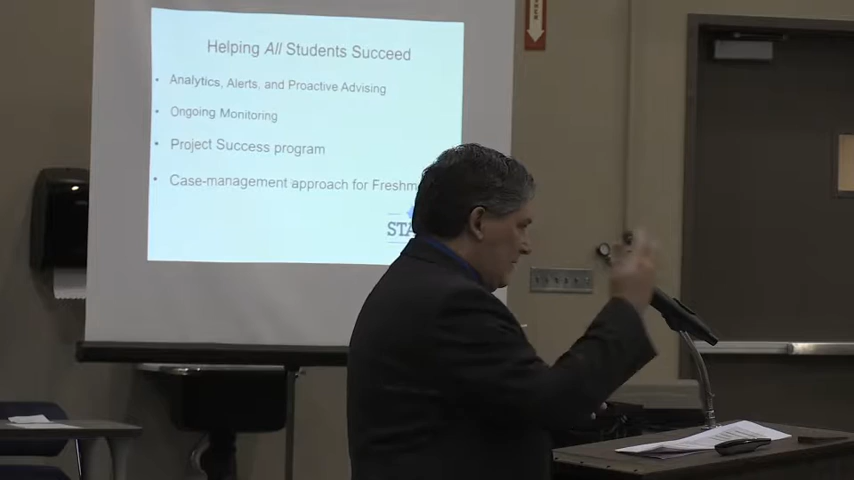 Helping All Students Succeed
• Analytics, Alerts, and Proactive Advising
• Ongoing Monitoring
• Project Success program
• Case-management approach for Freshm
STA